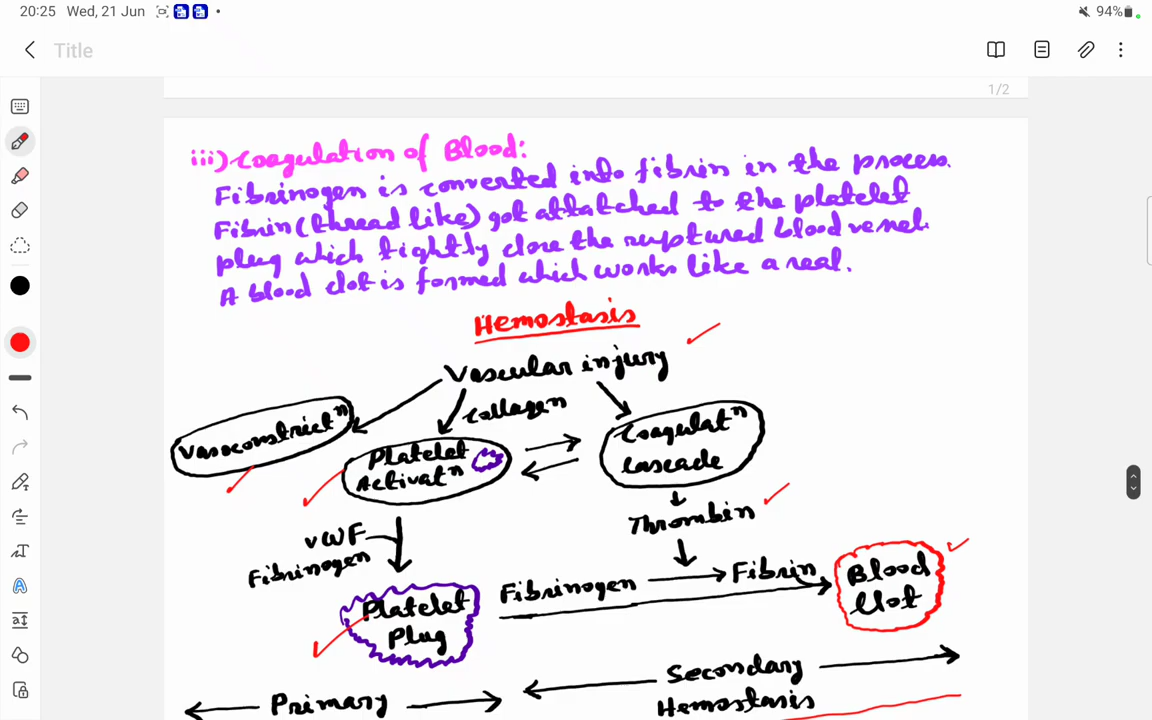 20:25 Wed, 21 Jun
94%
Title
1/2
iii) Coagulation of Blood:
Fibrinogen is converted into fibrin in the process.
Fibrin (thread like) got attatched to the platelet
plug which tightly close the ruptured blood vessel.
A blood clot is formed which works like a seal.
Hemostasis
Vascular injury
Collagen
Vasoconstrictⁿ
Platelet
Activatⁿ
Coagulatⁿ
Cascade
Thrombin
vWF
Fibrinogen
Platelet
Plug
Fibrinogen
Fibrin
Blood
Clot
Primary
Secondary
Hemostasis